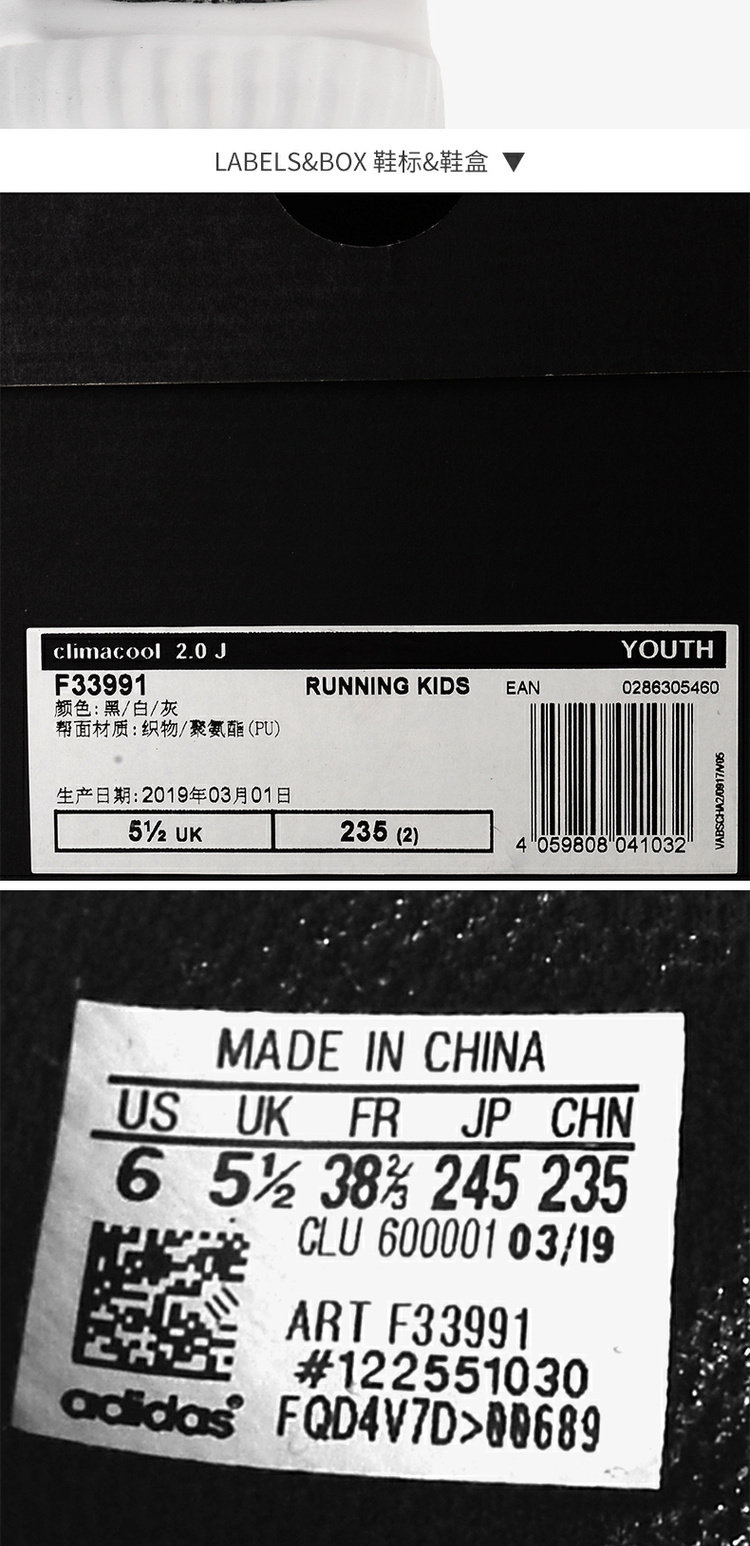 LABELS&BOX 鞋标&鞋盒 ▼
climacool 2.0 J YOUTH
F33991 RUNNING KIDS EAN 0286305460
颜色:黑/白/灰
帮面材质:织物/聚氨酯(PU)
生产日期:2019年03月01日
5½ UK 235 (2)
4 059808 041032
VABSCHA2/0917/V05
MADE IN CHINA
US UK FR JP CHN
6 5½ 38⅔ 245 235
CLU 600001 03/19
ART F33991
#122551030
adidas® FQD4V7D>00689